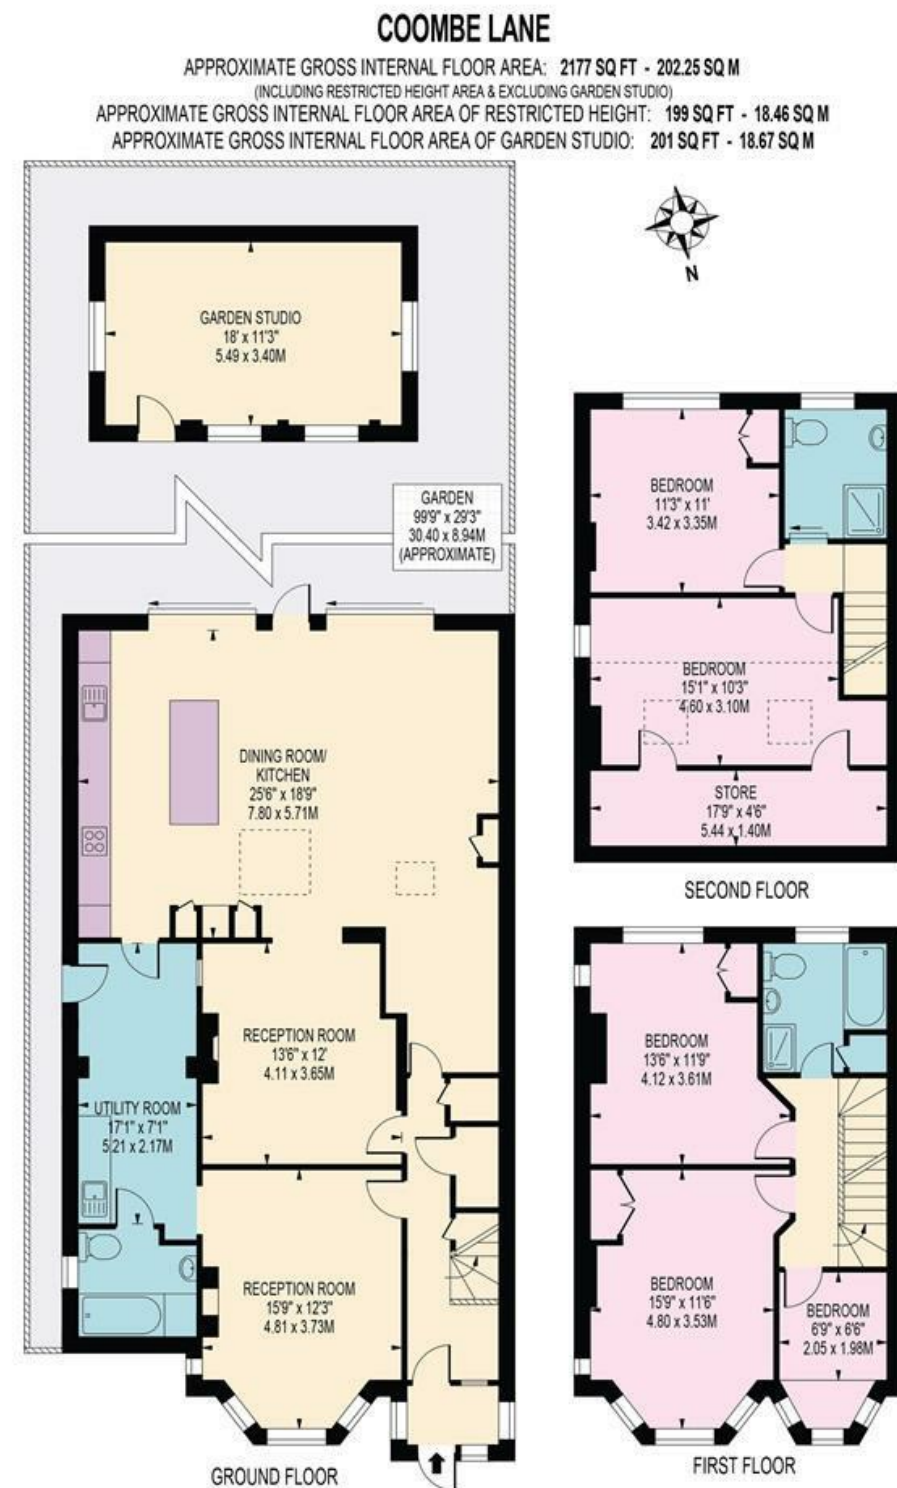 COOMBE LANE
APPROXIMATE GROSS INTERNAL FLOOR AREA: 2177 SQ FT - 202.25 SQ M
(INCLUDING RESTRICTED HEIGHT AREA & EXCLUDING GARDEN STUDIO)
APPROXIMATE GROSS INTERNAL FLOOR AREA OF RESTRICTED HEIGHT: 199 SQ FT - 18.46 SQ M
APPROXIMATE GROSS INTERNAL FLOOR AREA OF GARDEN STUDIO: 201 SQ FT - 18.67 SQ M
N
GARDEN STUDIO
18' x 11'3"
5.49 x 3.40M
GARDEN
99'9" x 29'3"
30.40 x 8.94M
(APPROXIMATE)
DINING ROOM/
KITCHEN
25'6" x 18'9"
7.80 x 5.71M
RECEPTION ROOM
13'6" x 12'
4.11 x 3.65M
UTILITY ROOM
17'1" x 7'1"
5.21 x 2.17M
RECEPTION ROOM
15'9" x 12'3"
4.81 x 3.73M
GROUND FLOOR
BEDROOM
11'3" x 11'
3.42 x 3.35M
BEDROOM
15'1" x 10'3"
4.60 x 3.10M
STORE
17'9" x 4'6"
5.44 x 1.40M
SECOND FLOOR
BEDROOM
13'6" x 11'9"
4.12 x 3.61M
BEDROOM
15'9" x 11'6"
4.80 x 3.53M
BEDROOM
6'9" x 6'6"
2.05 x 1.98M
FIRST FLOOR